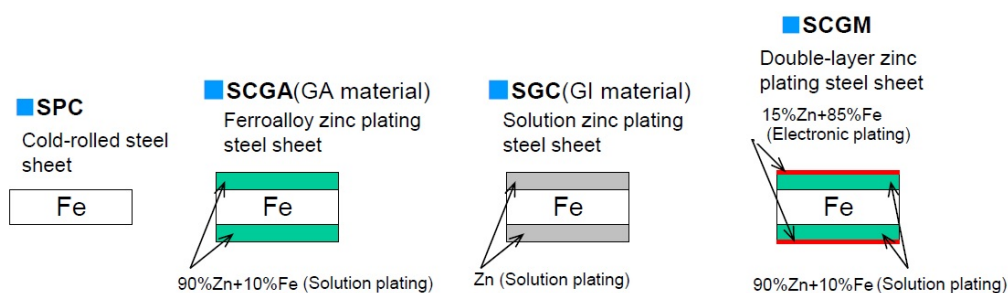 SPC
Cold-rolled steel
sheet
Fe
SCGA(GA material)
Ferroalloy zinc plating
steel sheet
Fe
90%Zn+10%Fe (Solution plating)
SGC(GI material)
Solution zinc plating
steel sheet
Fe
Zn (Solution plating)
SCGM
Double-layer zinc
plating steel sheet
15%Zn+85%Fe
(Electronic plating)
Fe
90%Zn+10%Fe (Solution plating)